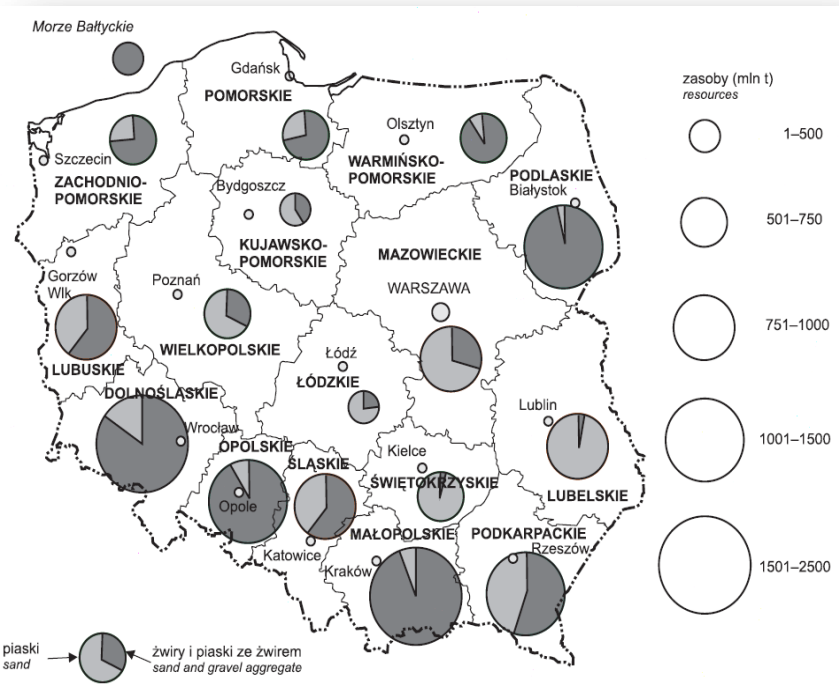 Morze Bałtyckie
Gdańsk
POMORSKIE
Olsztyn
WARMIŃSKO-
POMORSKIE
Szczecin
ZACHODNIO-
POMORSKIE
Bydgoszcz
KUJAWSKO-
POMORSKIE
PODLASKIE
Białystok
MAZOWIECKIE
WARSZAWA
Gorzów
Wlk
LUBUSKIE
Poznań
WIELKOPOLSKIE
Łódź
ŁÓDZKIE
DOLNOŚLĄSKIE
Wrocław
OPOLSKIE
Opole
ŚLĄSKIE
Katowice
Kielce
ŚWIĘTOKRZYSKIE
Lublin
LUBELSKIE
MAŁOPOLSKIE
Kraków
PODKARPACKIE
Rzeszów
zasoby (mln t)
resources
1–500
501–750
751–1000
1001–1500
1501–2500
piaski
sand
żwiry i piaski ze żwirem
sand and gravel aggregate